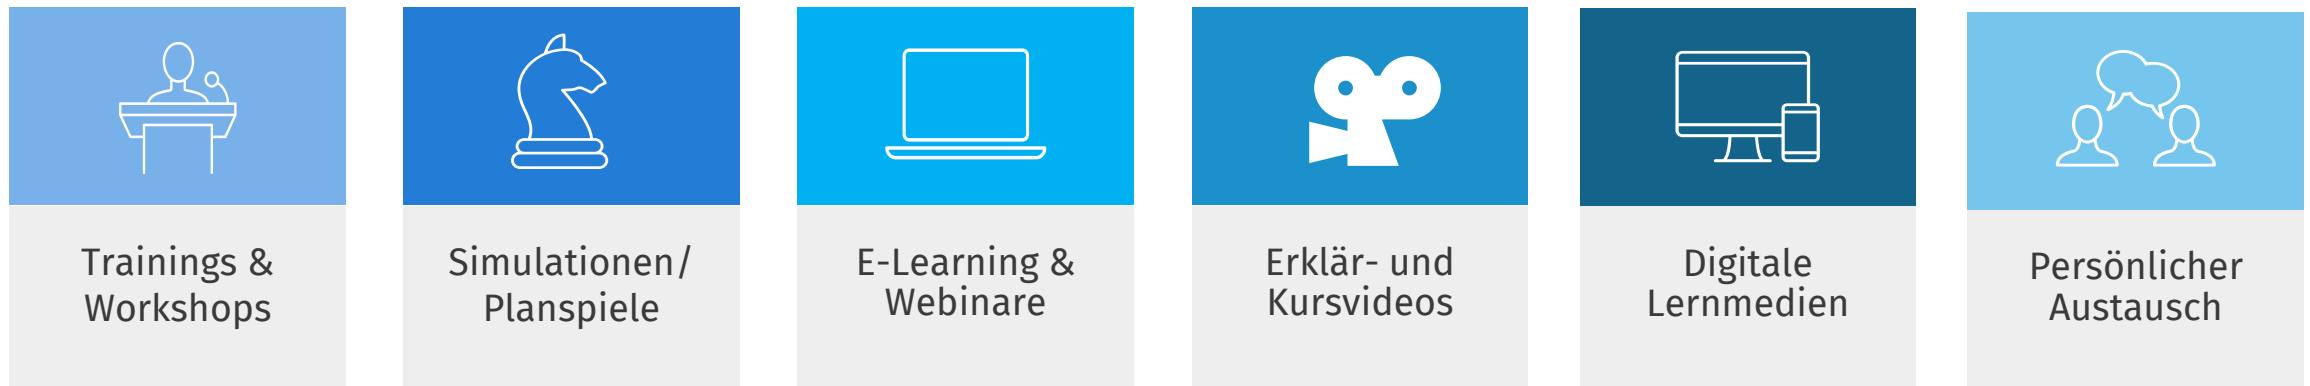 Trainings &
Workshops
Simulationen/
Planspiele
E-Learning &
Webinare
Erklär- und
Kursvideos
Digitale
Lernmedien
Persönlicher
Austausch